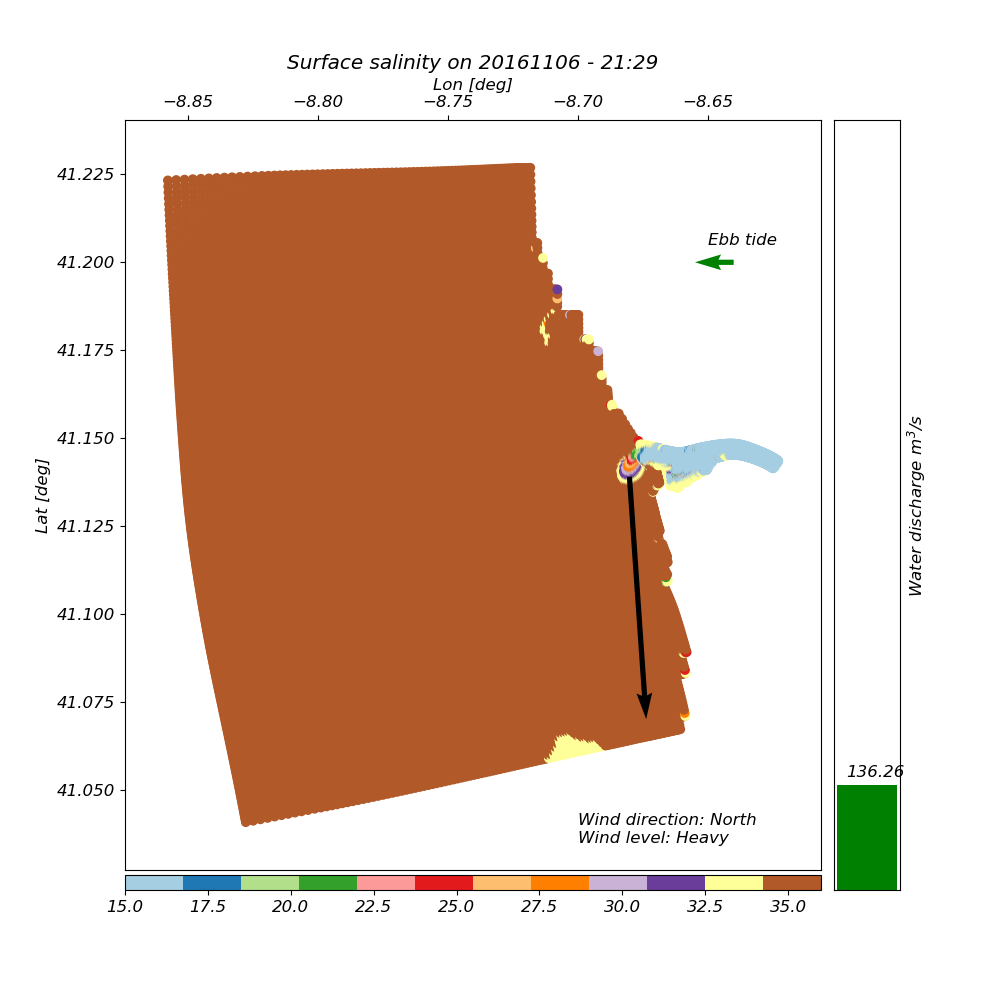 Surface salinity on 20161106 - 21:29
Lon [deg]
−8.85 −8.80 −8.75 −8.70 −8.65
41.225
Ebb tide
41.200
41.175
41.150
41.125
41.100
41.075
41.050
Lat [deg]
Water discharge m³/s
136.26
Wind direction: North
Wind level: Heavy
15.0 17.5 20.0 22.5 25.0 27.5 30.0 32.5 35.0